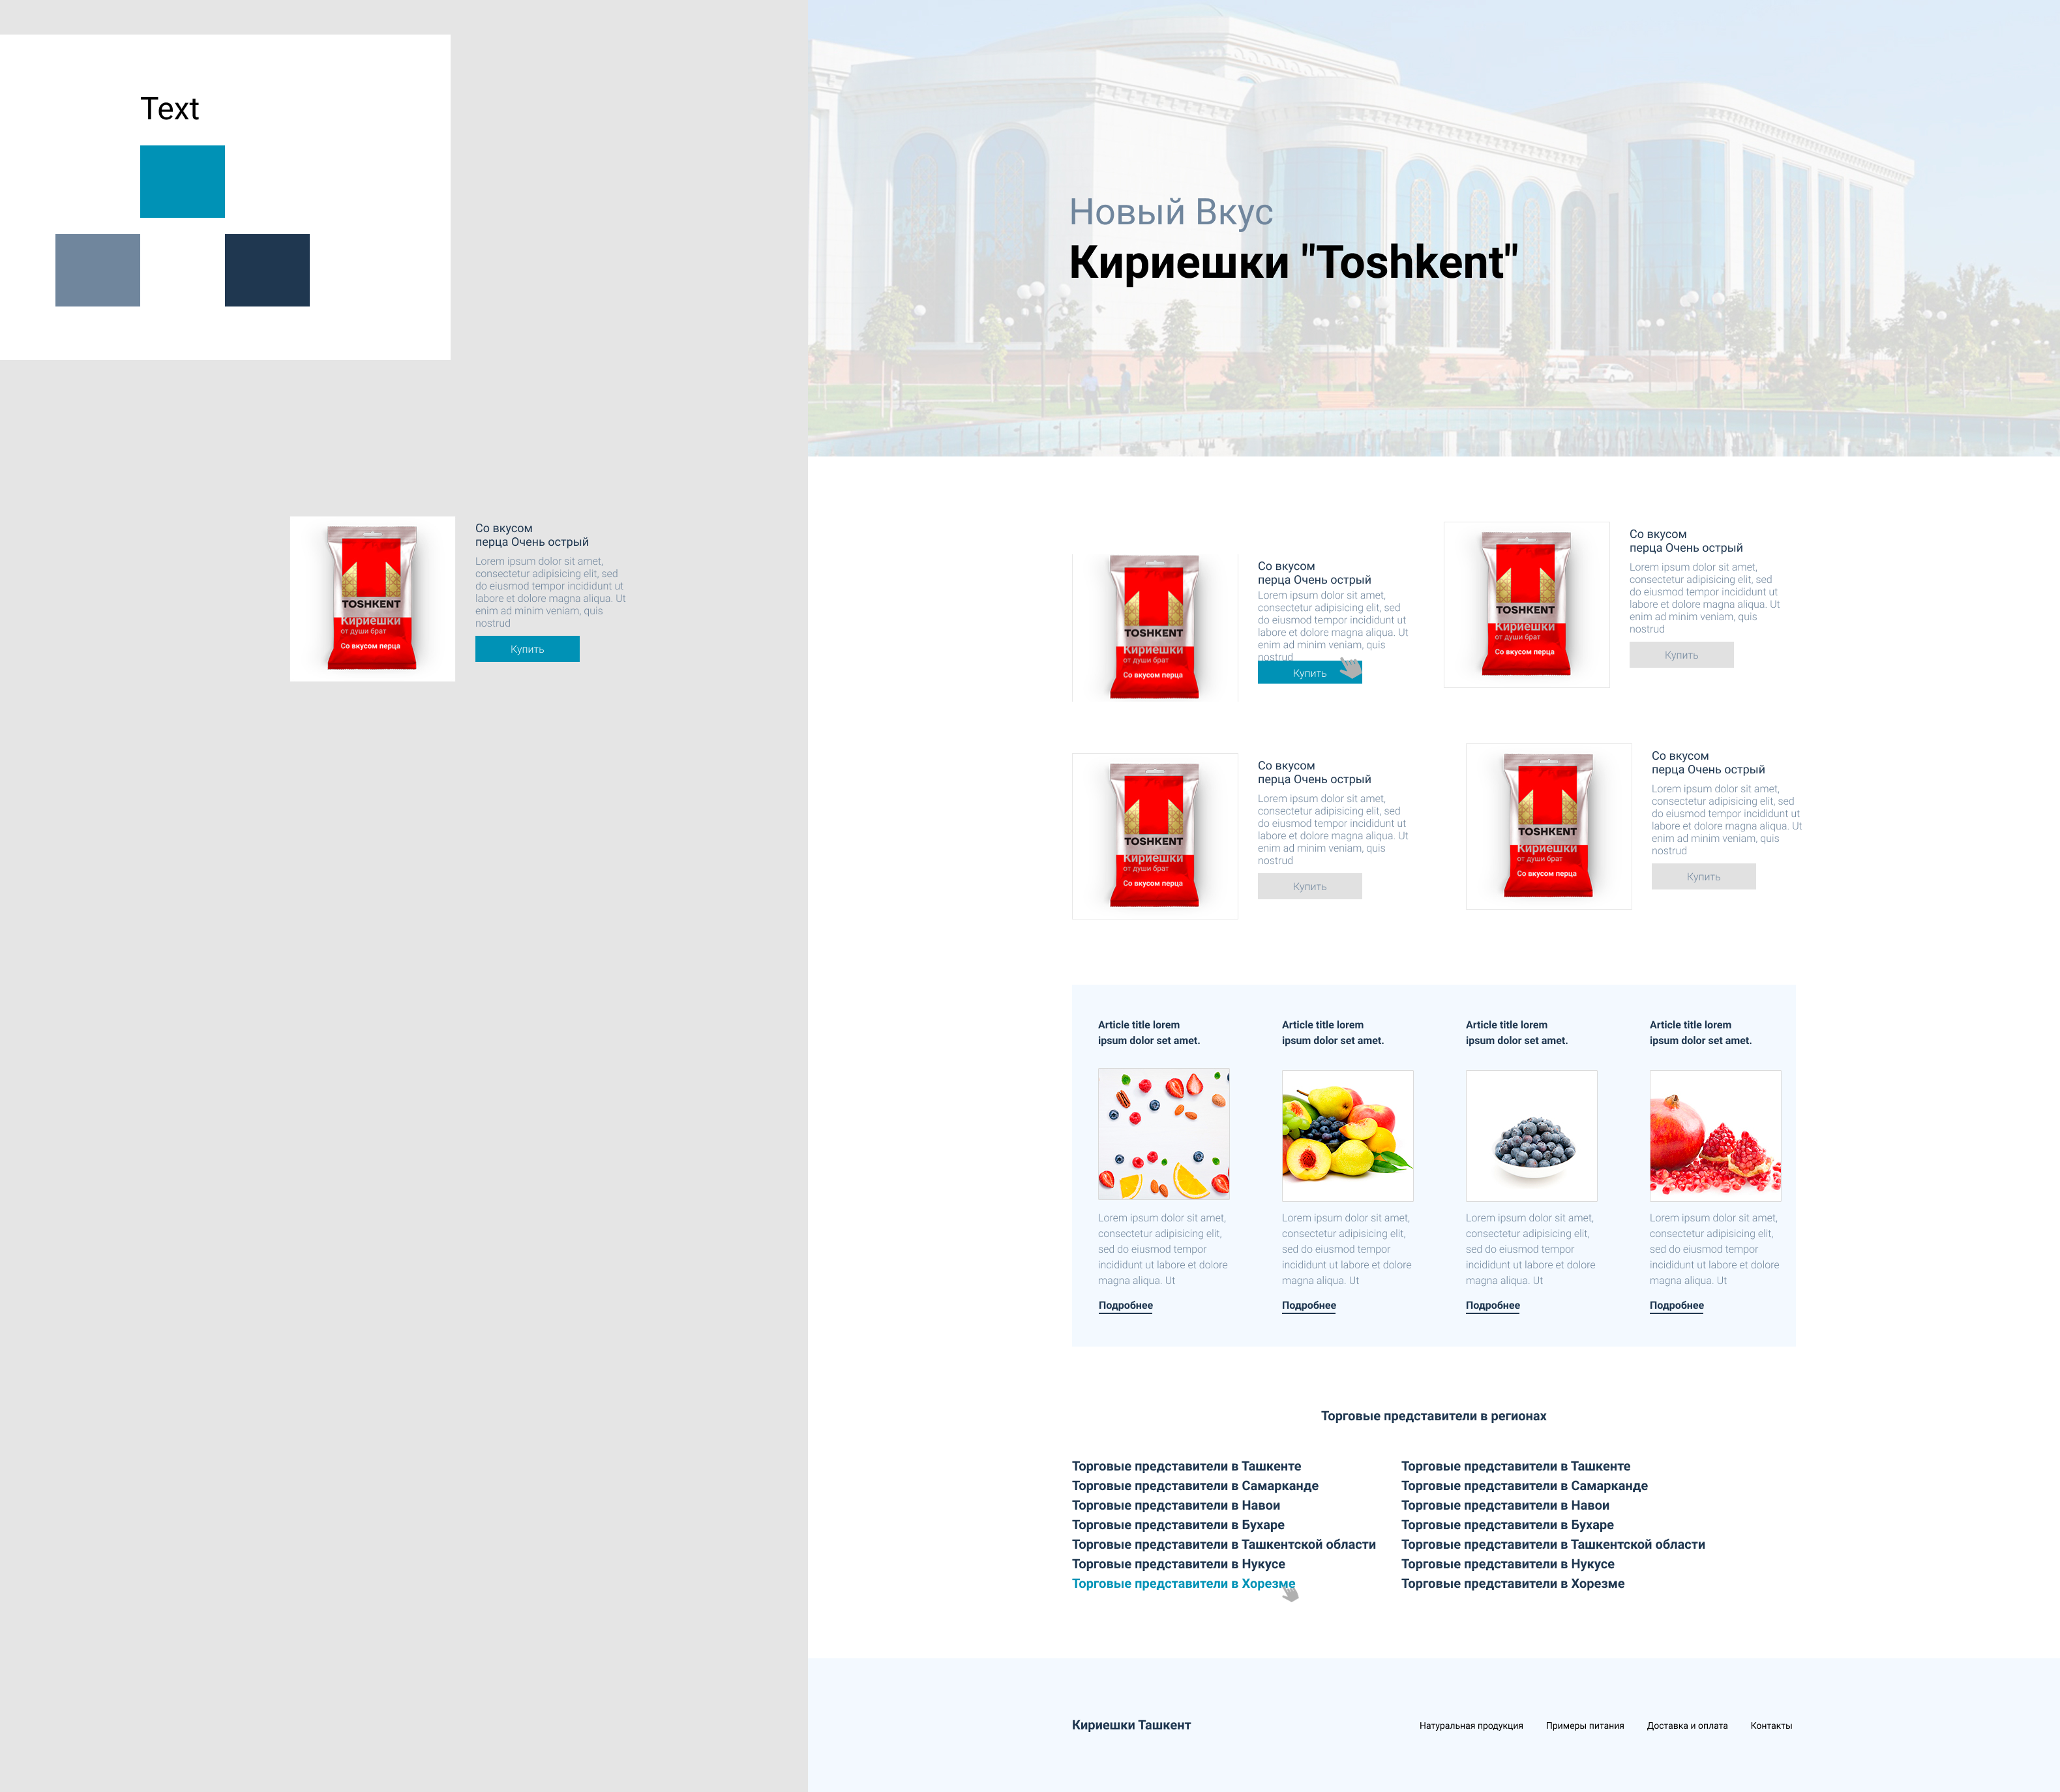 Text
Новый Вкус
Кириешки "Toshkent"
TOSHKENT
Кириешки
от души брат
Со вкусом перца
Со вкусом
перца Очень острый
Lorem ipsum dolor sit amet,
consectetur adipisicing elit, sed
do eiusmod tempor incididunt ut
labore et dolore magna aliqua. Ut
enim ad minim veniam, quis
nostrud
Купить
TOSHKENT
Кириешки
от души брат
Со вкусом перца
Со вкусом
перца Очень острый
Lorem ipsum dolor sit amet,
consectetur adipisicing elit, sed
do eiusmod tempor incididunt ut
labore et dolore magna aliqua. Ut
enim ad minim veniam, quis
nostrud
Купить
TOSHKENT
Кириешки
от души брат
Со вкусом перца
Со вкусом
перца Очень острый
Lorem ipsum dolor sit amet,
consectetur adipisicing elit, sed
do eiusmod tempor incididunt ut
labore et dolore magna aliqua. Ut
enim ad minim veniam, quis
nostrud
Купить
TOSHKENT
Кириешки
от души брат
Со вкусом перца
Со вкусом
перца Очень острый
Lorem ipsum dolor sit amet,
consectetur adipisicing elit, sed
do eiusmod tempor incididunt ut
labore et dolore magna aliqua. Ut
enim ad minim veniam, quis
nostrud
Купить
TOSHKENT
Кириешки
от души брат
Со вкусом перца
Со вкусом
перца Очень острый
Lorem ipsum dolor sit amet,
consectetur adipisicing elit, sed
do eiusmod tempor incididunt ut
labore et dolore magna aliqua. Ut
enim ad minim veniam, quis
nostrud
Купить
Article title lorem
ipsum dolor set amet.
Lorem ipsum dolor sit amet,
consectetur adipisicing elit,
sed do eiusmod tempor
incididunt ut labore et dolore
magna aliqua. Ut
Подробнее
Article title lorem
ipsum dolor set amet.
Lorem ipsum dolor sit amet,
consectetur adipisicing elit,
sed do eiusmod tempor
incididunt ut labore et dolore
magna aliqua. Ut
Подробнее
Article title lorem
ipsum dolor set amet.
Lorem ipsum dolor sit amet,
consectetur adipisicing elit,
sed do eiusmod tempor
incididunt ut labore et dolore
magna aliqua. Ut
Подробнее
Article title lorem
ipsum dolor set amet.
Lorem ipsum dolor sit amet,
consectetur adipisicing elit,
sed do eiusmod tempor
incididunt ut labore et dolore
magna aliqua. Ut
Подробнее
Торговые представители в регионах
Торговые представители в Ташкенте
Торговые представители в Самарканде
Торговые представители в Навои
Торговые представители в Бухаре
Торговые представители в Ташкентской области
Торговые представители в Нукусе
Торговые представители в Хорезме
Торговые представители в Ташкенте
Торговые представители в Самарканде
Торговые представители в Навои
Торговые представители в Бухаре
Торговые представители в Ташкентской области
Торговые представители в Нукусе
Торговые представители в Хорезме
Кириешки Ташкент
Натуральная продукция
Примеры питания
Доставка и оплата
Контакты